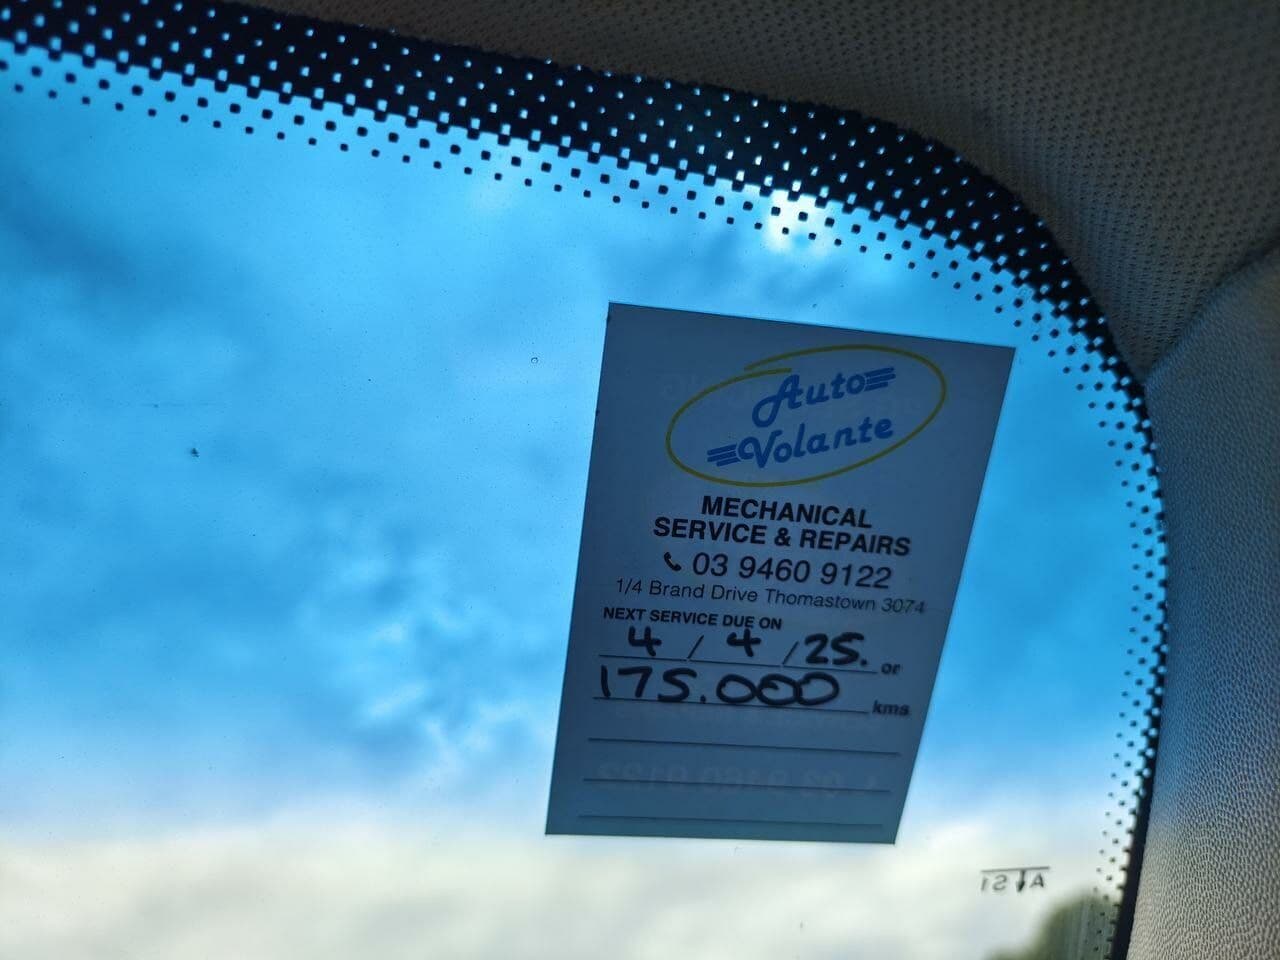 Auto
Volante
MECHANICAL
SERVICE & REPAIRS
03 9460 9122
1/4 Brand Drive Thomastown 3074
NEXT SERVICE DUE ON
4 / 4 / 25. or
175.000 kms